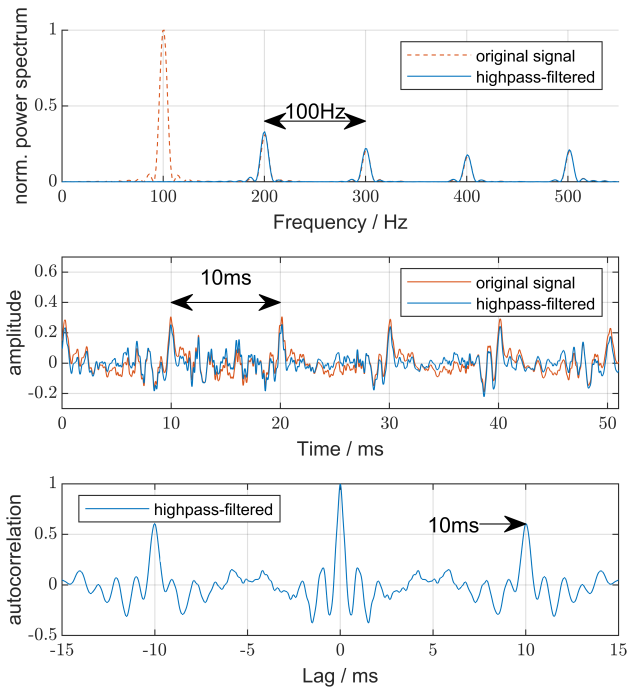 norm. power spectrum
1
0.5
0
original signal
highpass-filtered
100Hz
0 100 200 300 400 500
Frequency / Hz
amplitude
0.6
0.4
0.2
0
-0.2
10ms
original signal
highpass-filtered
0 10 20 30 40 50
Time / ms
autocorrelation
1
0.5
0
-0.5
highpass-filtered
10ms
-15 -10 -5 0 5 10 15
Lag / ms